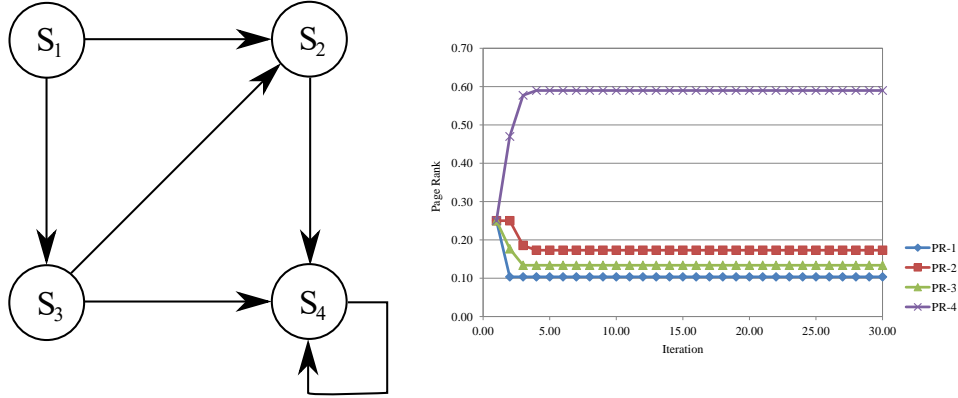 S1
S2
S3
S4
0.70
0.60
0.50
0.40
0.30
0.20
0.10
0.00
Page Rank
0.00 5.00 10.00 15.00 20.00 25.00 30.00
Iteration
PR-1
PR-2
PR-3
PR-4